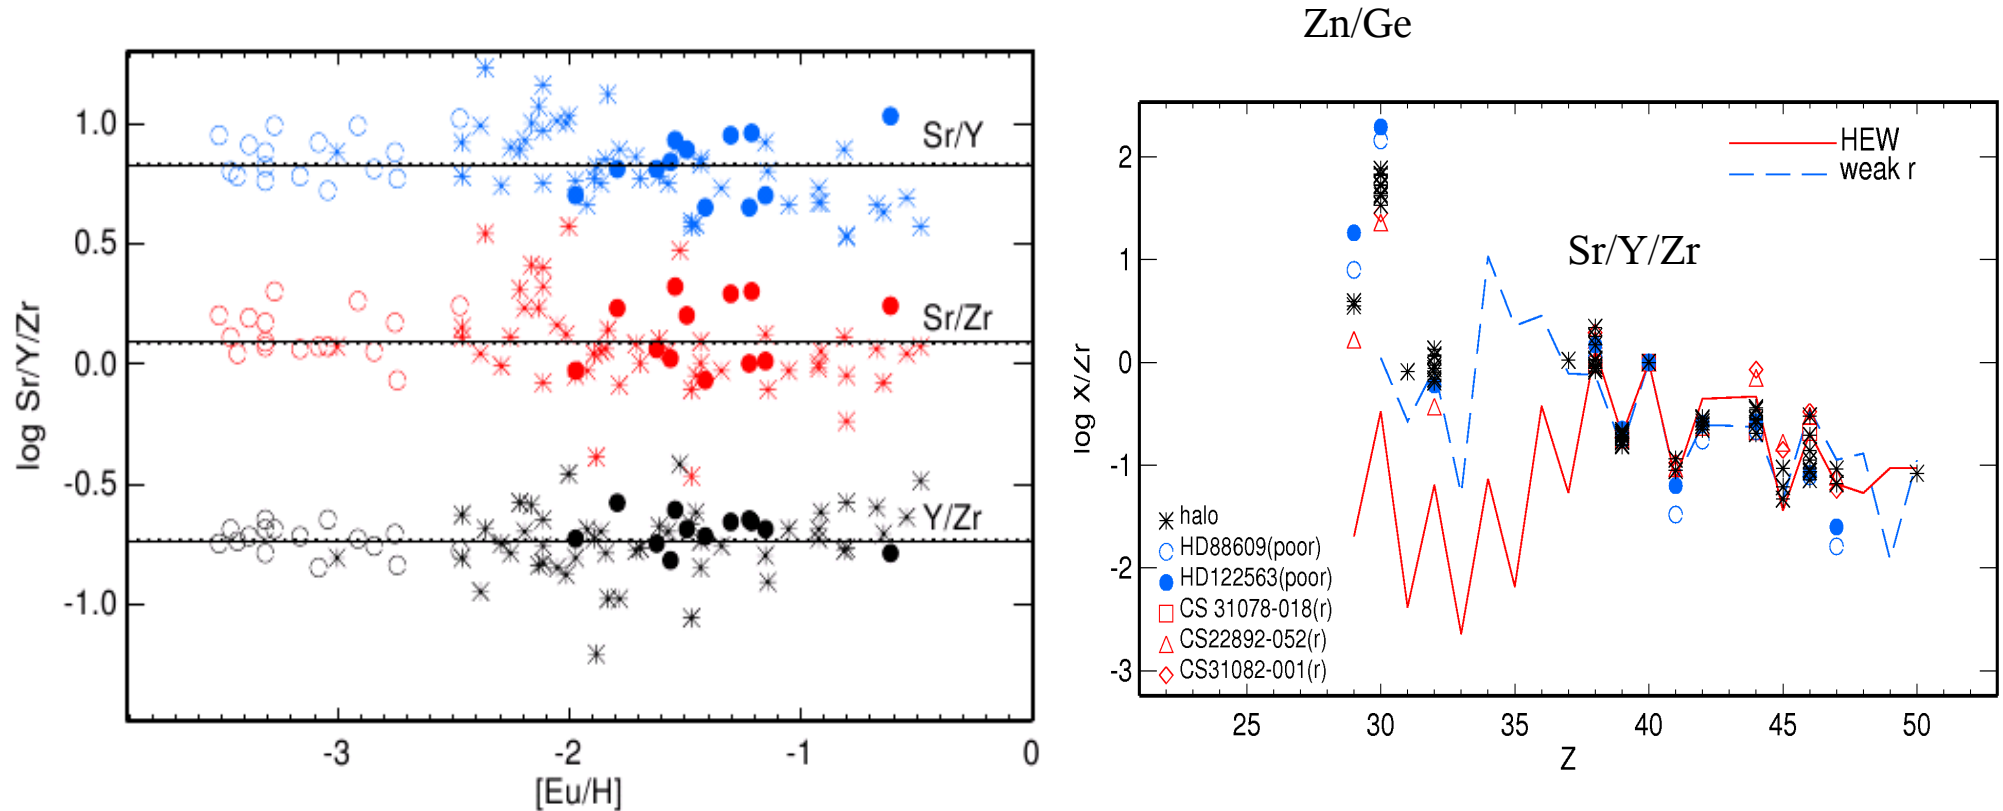 Zn/Ge
1.0
0.5
0.0
-0.5
-1.0
log Sr/Y/Zr
Sr/Y
Sr/Zr
Y/Zr
-3
-2
-1
0
[Eu/H]
2
1
0
-1
-2
-3
log X/Zr
HEW
weak r
Sr/Y/Zr
halo
HD88609(poor)
HD122563(poor)
CS 31078-018(r)
CS22892-052(r)
CS31082-001(r)
25
30
35
40
45
50
Z